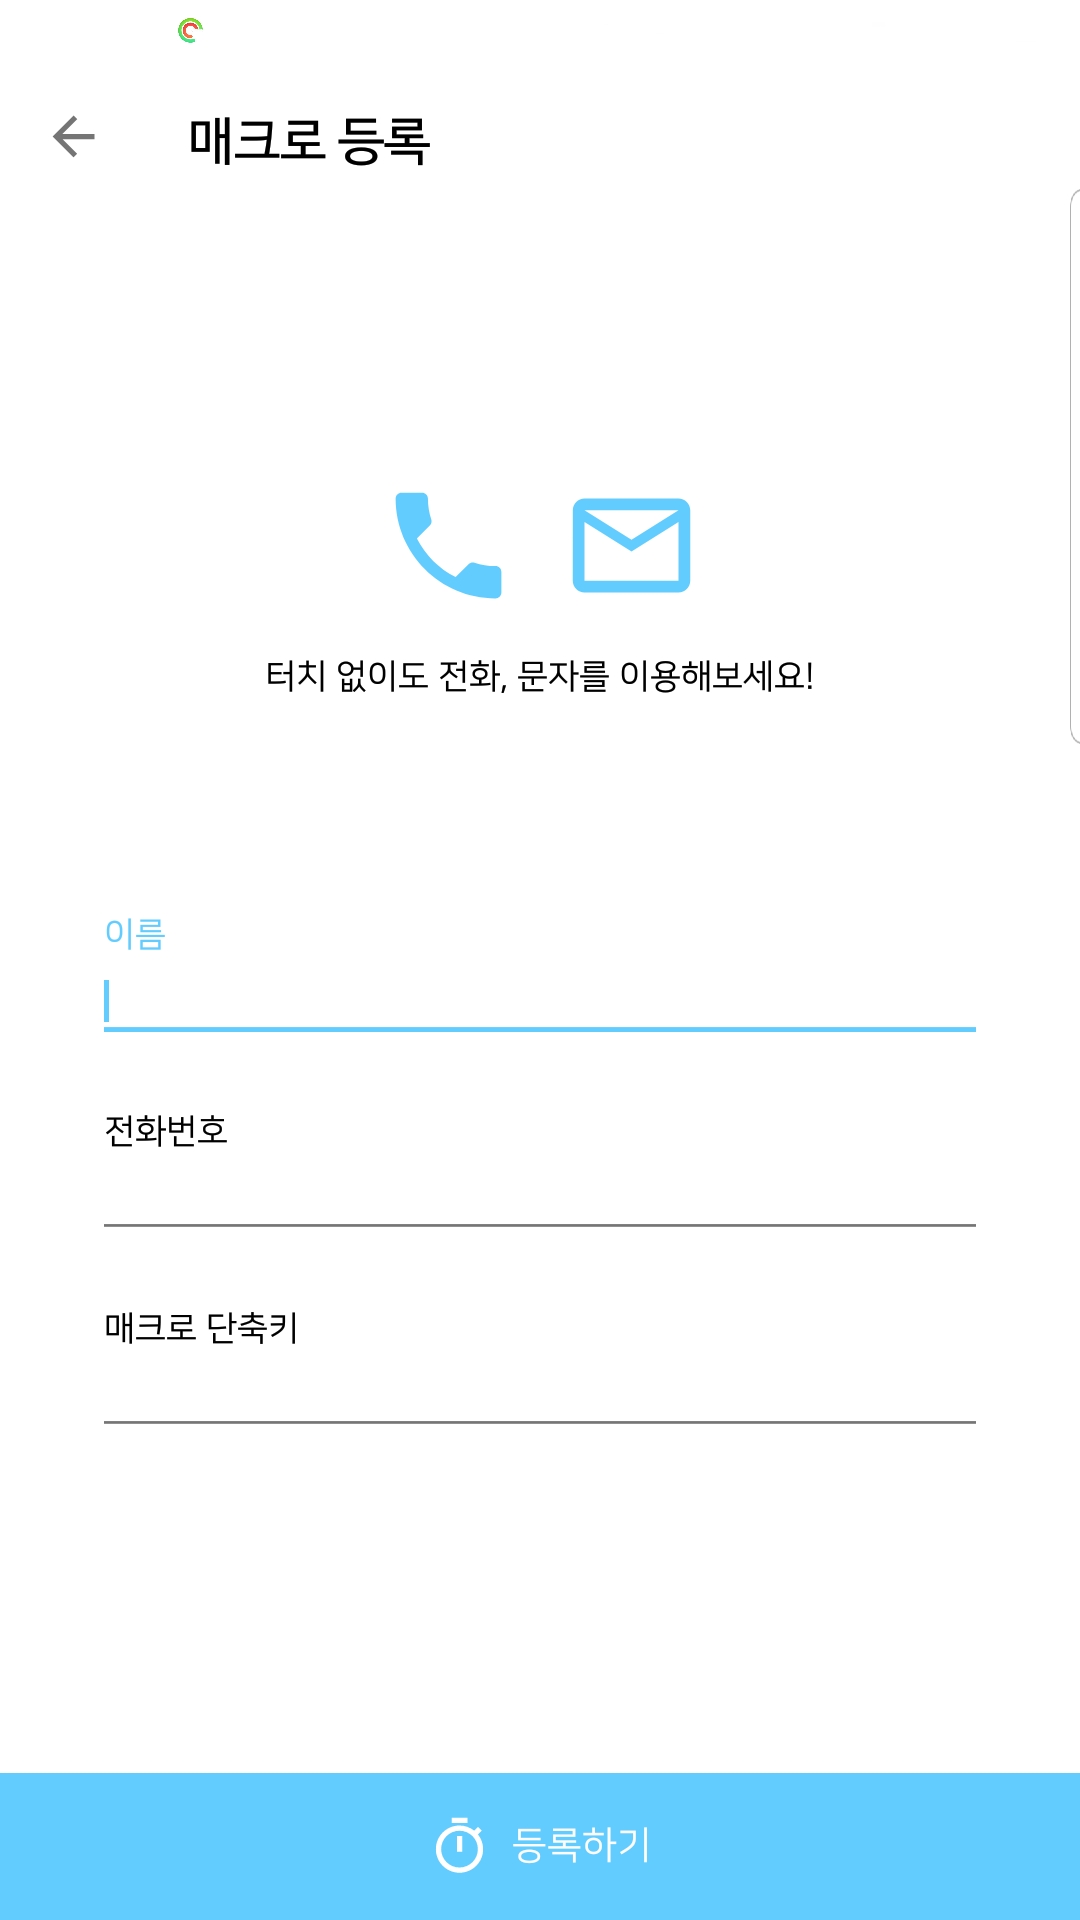 매크로 등록
터치 없이도 전화, 문자를 이용해보세요!
이름
전화번호
매크로 단축키
등록하기